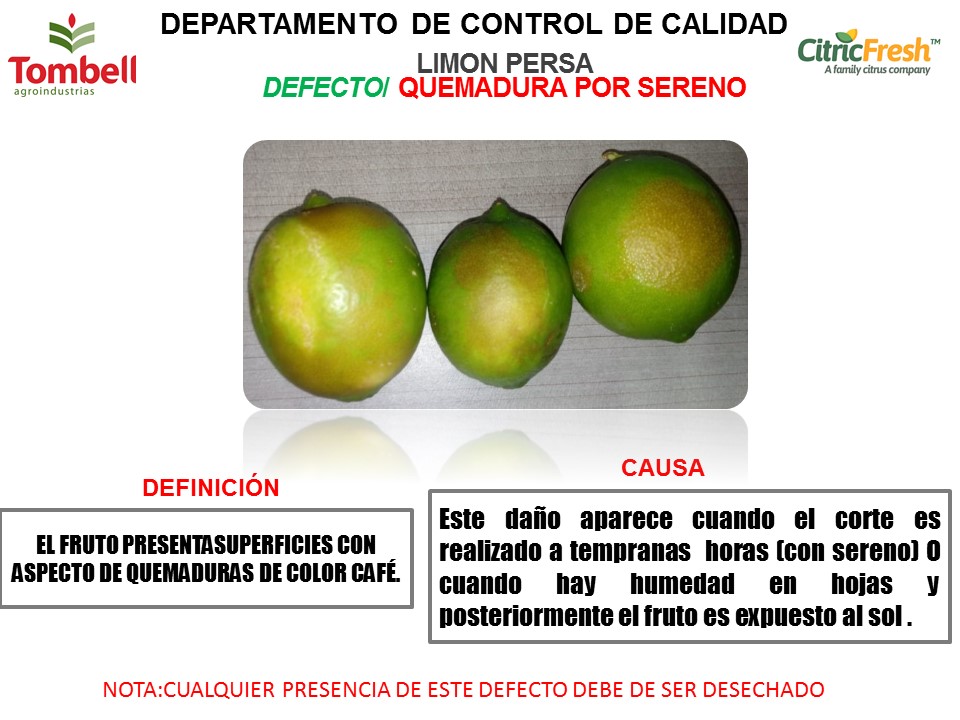 DEPARTAMENTO DE CONTROL DE CALIDAD
Tombell
agroindustrias
CitricFresh™
A family citrus company
LIMON PERSA
DEFECTO/ QUEMADURA POR SERENO
DEFINICIÓN
EL FRUTO PRESENTASUPERFICIES CON
ASPECTO DE QUEMADURAS DE COLOR CAFÉ.
CAUSA
Este daño aparece cuando el corte es
realizado a tempranas horas (con sereno) O
cuando hay humedad en hojas y
posteriormente el fruto es expuesto al sol .
NOTA:CUALQUIER PRESENCIA DE ESTE DEFECTO DEBE DE SER DESECHADO